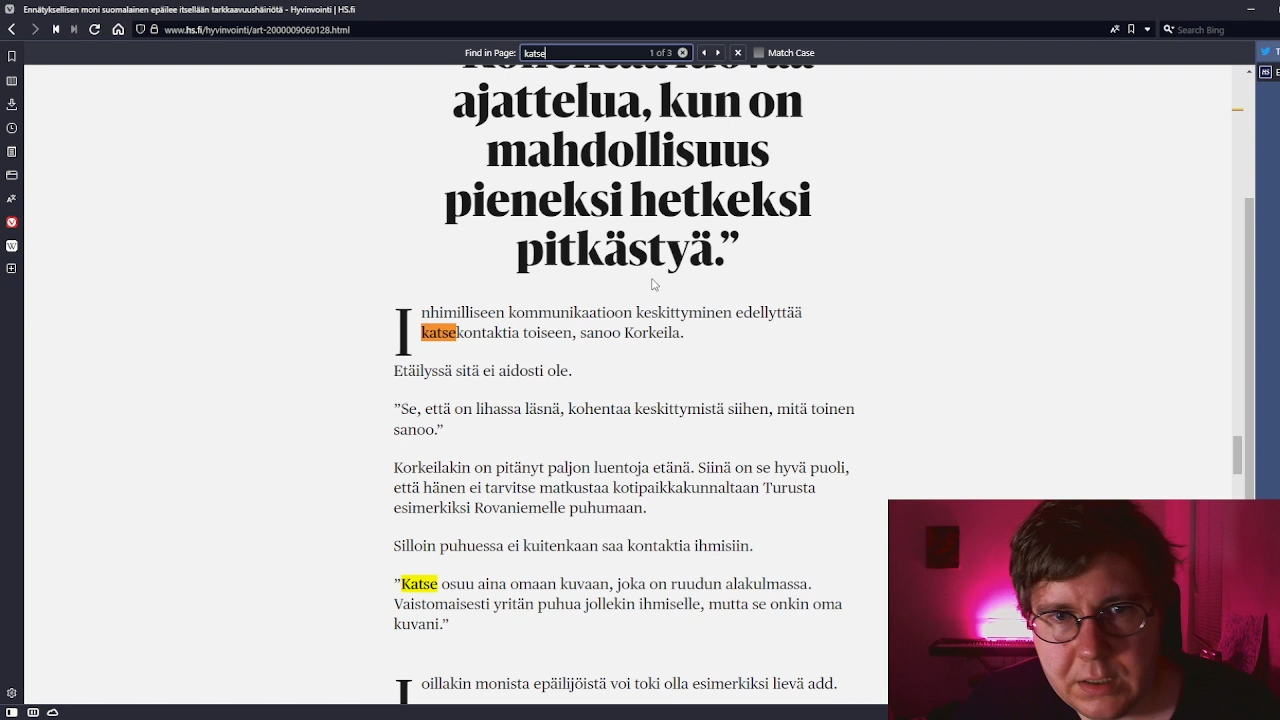 Ennätyksellisen moni suomalainen epäilee itsellään tarkkaavuushäiriötä - Hyvinvointi | HS.fi
www.hs.fi/hyvinvointi/art-2000009060128.html
Search Bing
Find in Page: katse 1 of 3 Match Case
ajattelua, kun on
mahdollisuus
pieneksi hetkeksi
pitkästyä.”
Inhimilliseen kommunikaatioon keskittyminen edellyttää
katsekontaktia toiseen, sanoo Korkeila.
Etäilyssä sitä ei aidosti ole.
”Se, että on lihassa läsnä, kohentaa keskittymistä siihen, mitä toinen
sanoo.”
Korkeilakin on pitänyt paljon luentoja etänä. Siinä on se hyvä puoli,
että hänen ei tarvitse matkustaa kotipaikkakunnaltaan Turusta
esimerkiksi Rovaniemelle puhumaan.
Silloin puhuessa ei kuitenkaan saa kontaktia ihmisiin.
”Katse osuu aina omaan kuvaan, joka on ruudun alakulmassa.
Vaistomaisesti yritän puhua jollekin ihmiselle, mutta se onkin oma
kuvani.”
Joillakin monista epäilijöistä voi toki olla esimerkiksi lievä add.
HS